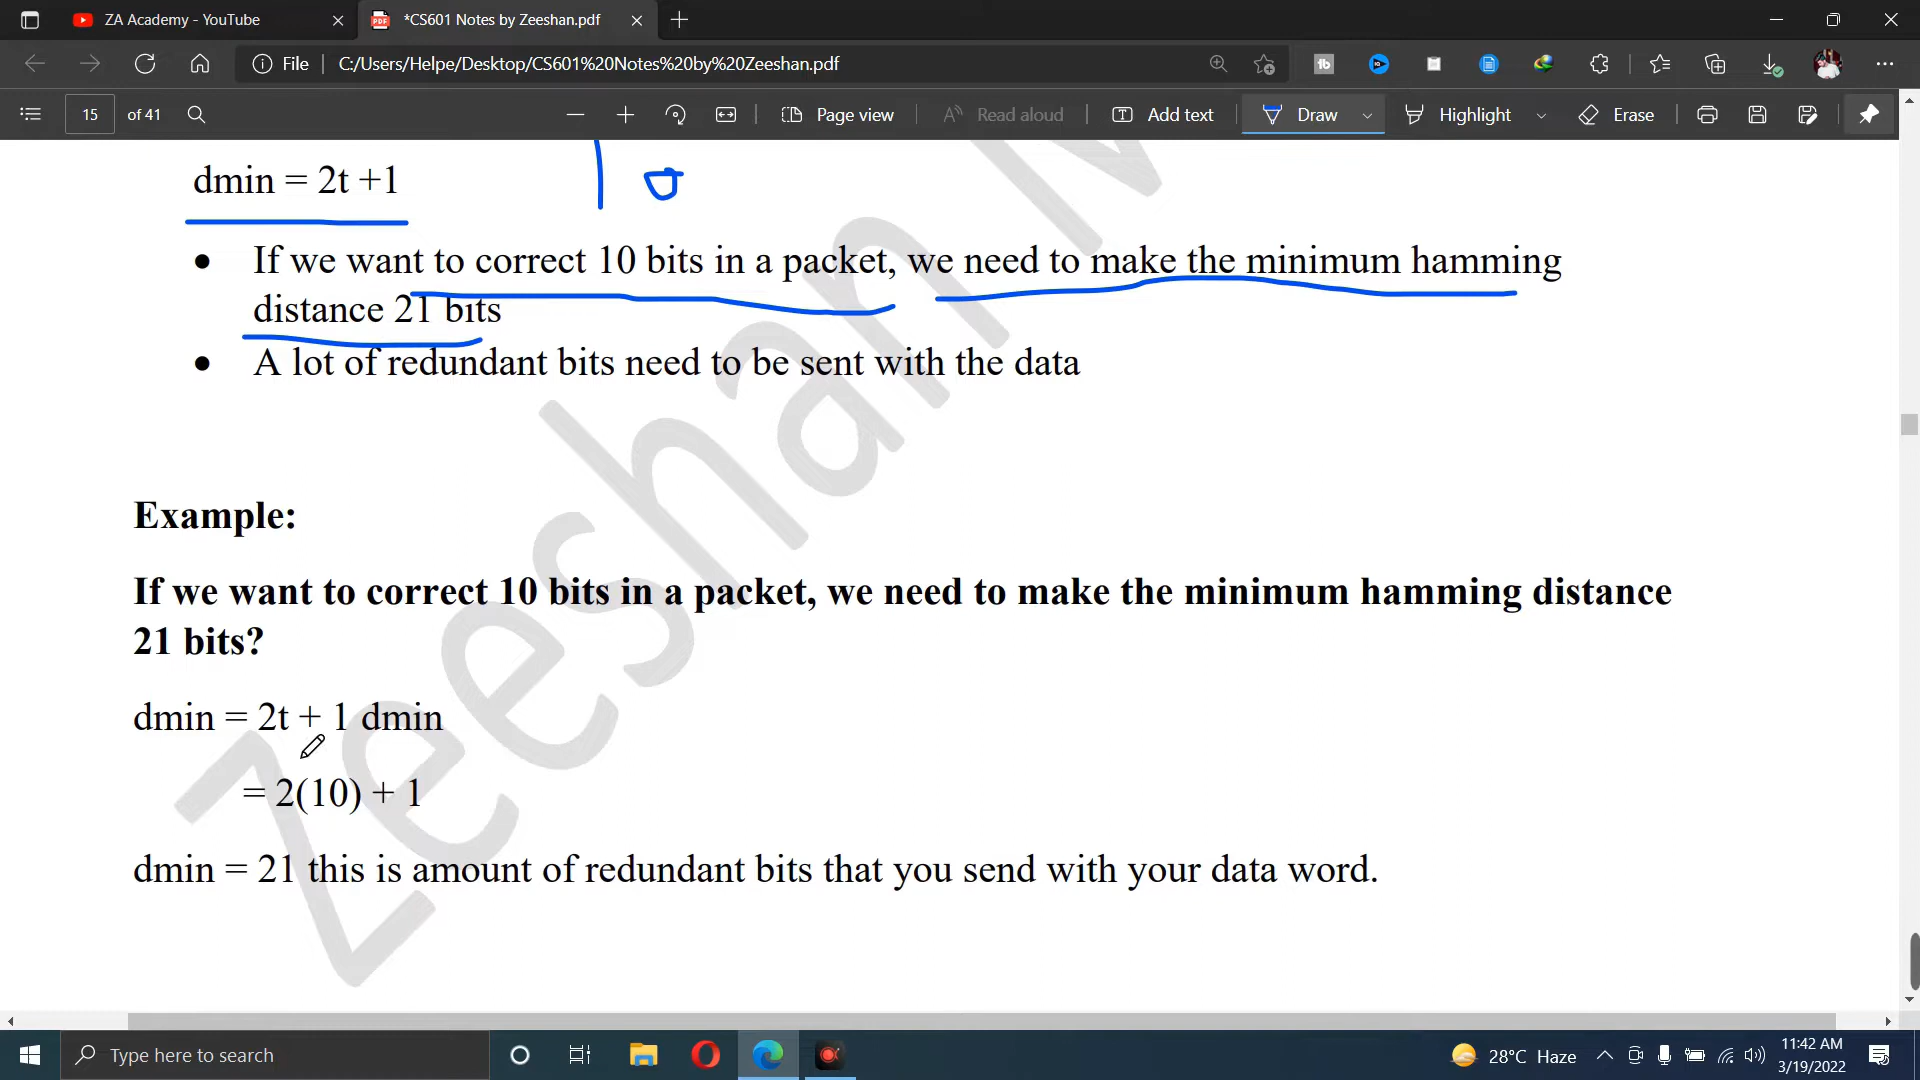 ZA Academy - YouTube
*CS601 Notes by Zeeshan.pdf
File
C:/Users/Helpe/Desktop/CS601%20Notes%20by%20Zeeshan.pdf
15 of 41
Page view
Read aloud
Add text
Draw
Highlight
Erase
dmin = 2t +1
• If we want to correct 10 bits in a packet, we need to make the minimum hamming
distance 21 bits
• A lot of redundant bits need to be sent with the data
Example:
If we want to correct 10 bits in a packet, we need to make the minimum hamming distance
21 bits?
dmin = 2t + 1 dmin
= 2(10) + 1
dmin = 21 this is amount of redundant bits that you send with your data word.
Zeeshan
Type here to search
28°C Haze
11:42 AM
3/19/2022